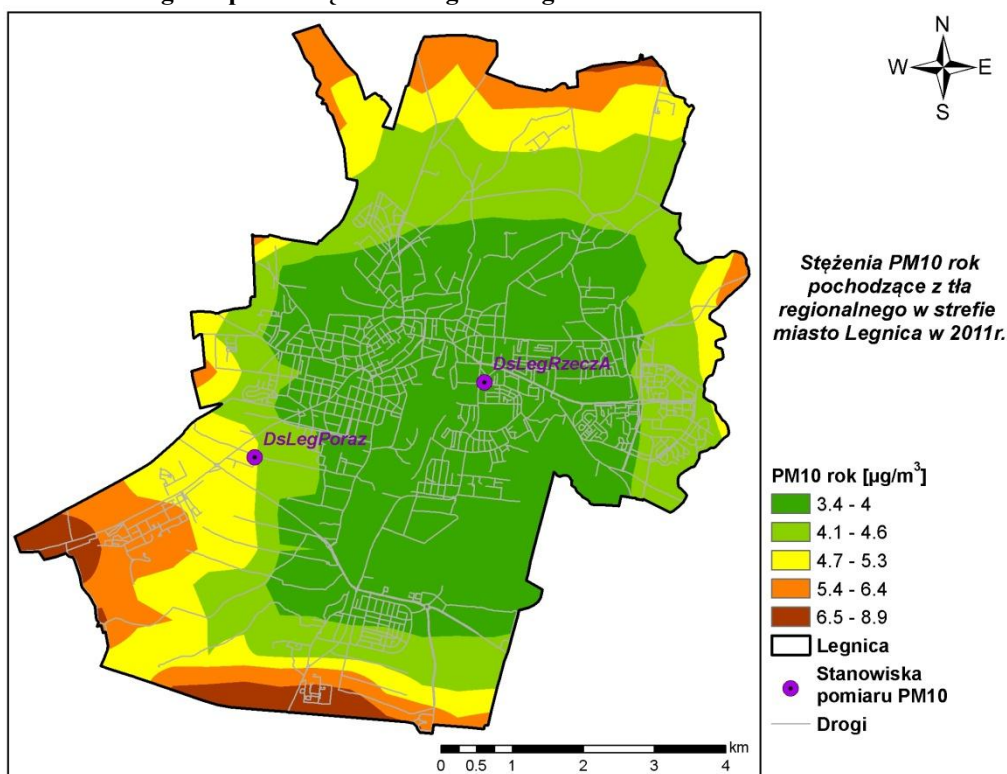 N
W E
S
Stężenia PM10 rok
pochodzące z tła
regionalnego w strefie
miasto Legnica w 2011r.
DsLegRzeczA
DsLegPoraz
PM10 rok [µg/m³]
3.4 - 4
4.1 - 4.6
4.7 - 5.3
5.4 - 6.4
6.5 - 8.9
Legnica
Stanowiska
pomiaru PM10
Drogi
km
0 0.5 1 2 3 4